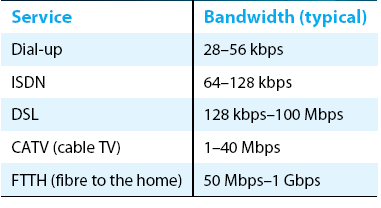 Service Bandwidth (typical)
Dial-up 28–56 kbps
ISDN 64–128 kbps
DSL 128 kbps–100 Mbps
CATV (cable TV) 1–40 Mbps
FTTH (fibre to the home) 50 Mbps–1 Gbps